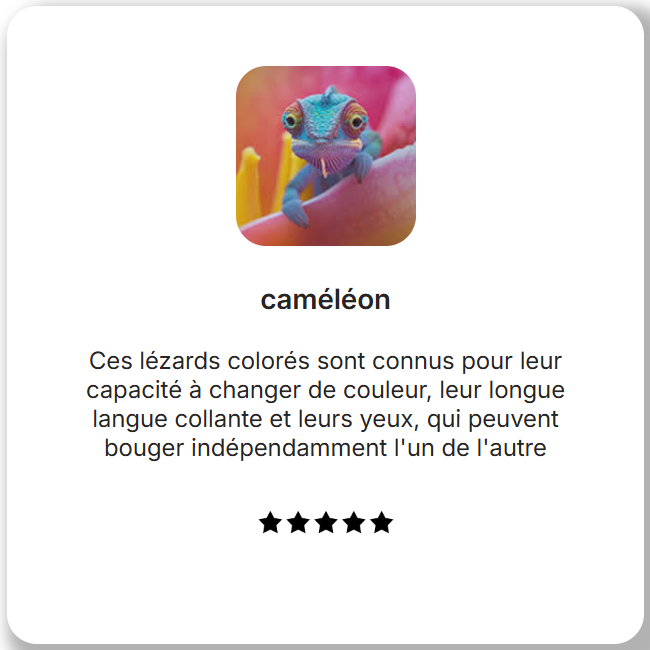 caméléon
Ces lézards colorés sont connus pour leur
capacité à changer de couleur, leur longue
langue collante et leurs yeux, qui peuvent
bouger indépendamment l'un de l'autre